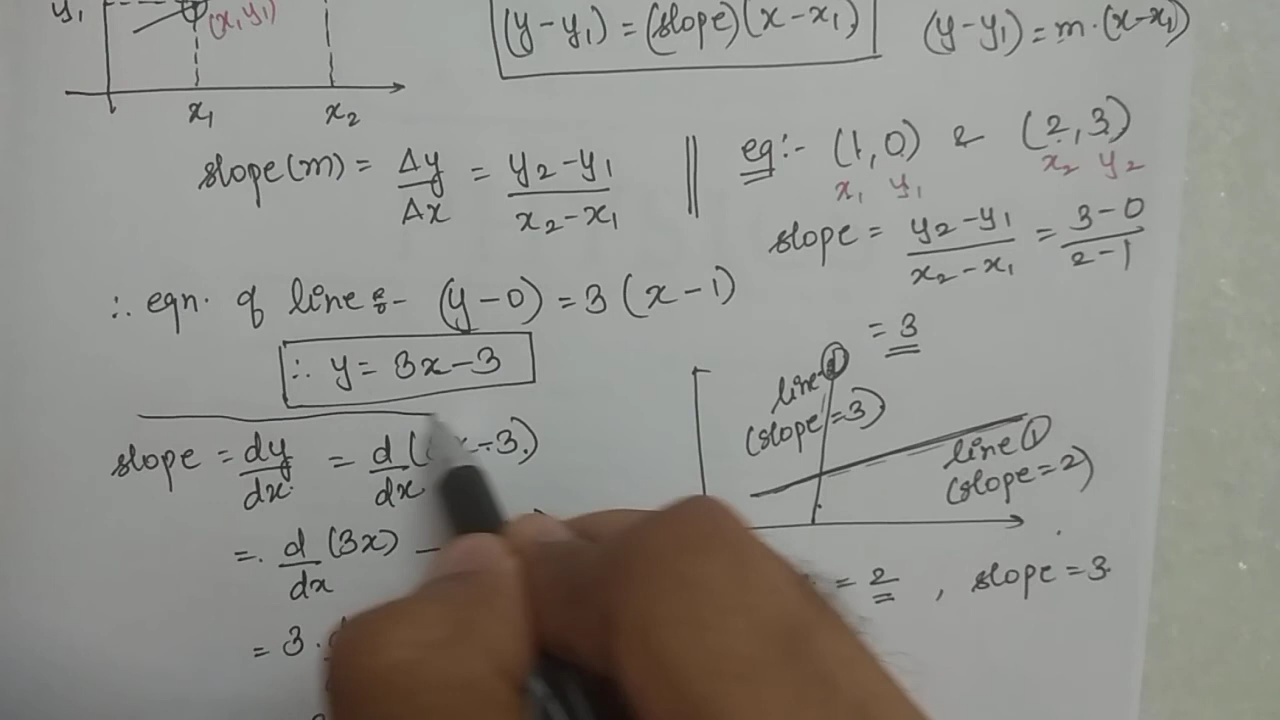 y₁
(x₁y₁)
(y-y₁) = (slope)(x-x₁)
(y-y₁) = m.(x-x₁)
x₁ x₂
slope(m) = Δy/Δx = y₂-y₁/x₂-x₁
eg:- (1,0) & (2,3)
x₁ y₁ x₂ y₂
slope = y₂-y₁/x₂-x₁ = 3-0/2-1
= 3
∴ eqn. of line :- (y-0) = 3(x-1)
∴ y = 3x-3
slope = dy/dx = d/dx(
x-3)
= d/dx (3x) -
= 3 .
line
(slope=3)
line ①
(slope=2)
= 2 , slope = 3